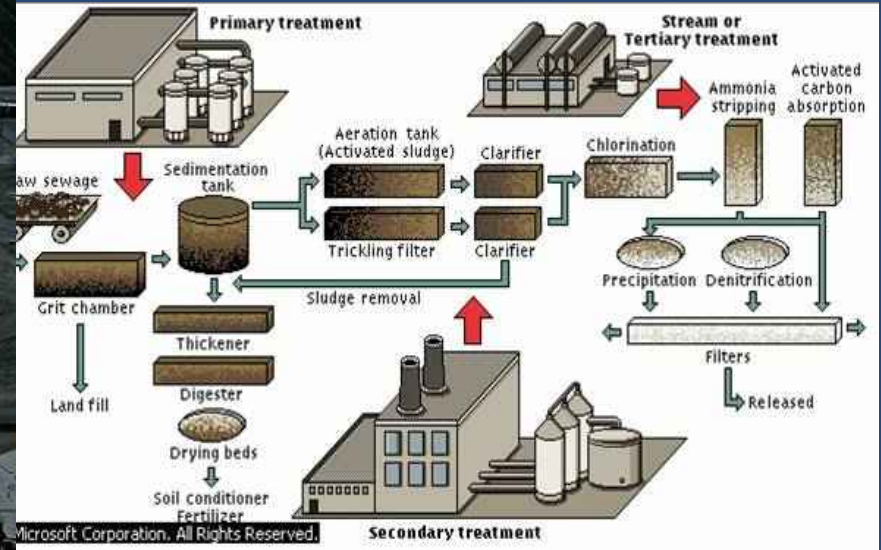 Primary treatment
Stream or
Tertiary treatment
Ammonia
stripping
Activated
carbon
absorption
Aeration tank
(Activated sludge)
Clarifier
Chlorination
Sedimentation
tank
aw sewage
Trickling filter
Clarifier
Precipitation
Denitrification
Grit chamber
Sludge removal
Thickener
Filters
Land fill
Digester
Released
Drying beds
Soil conditioner
Fertilizer
Microsoft Corporation. All Rights Reserved.
Secondary treatment